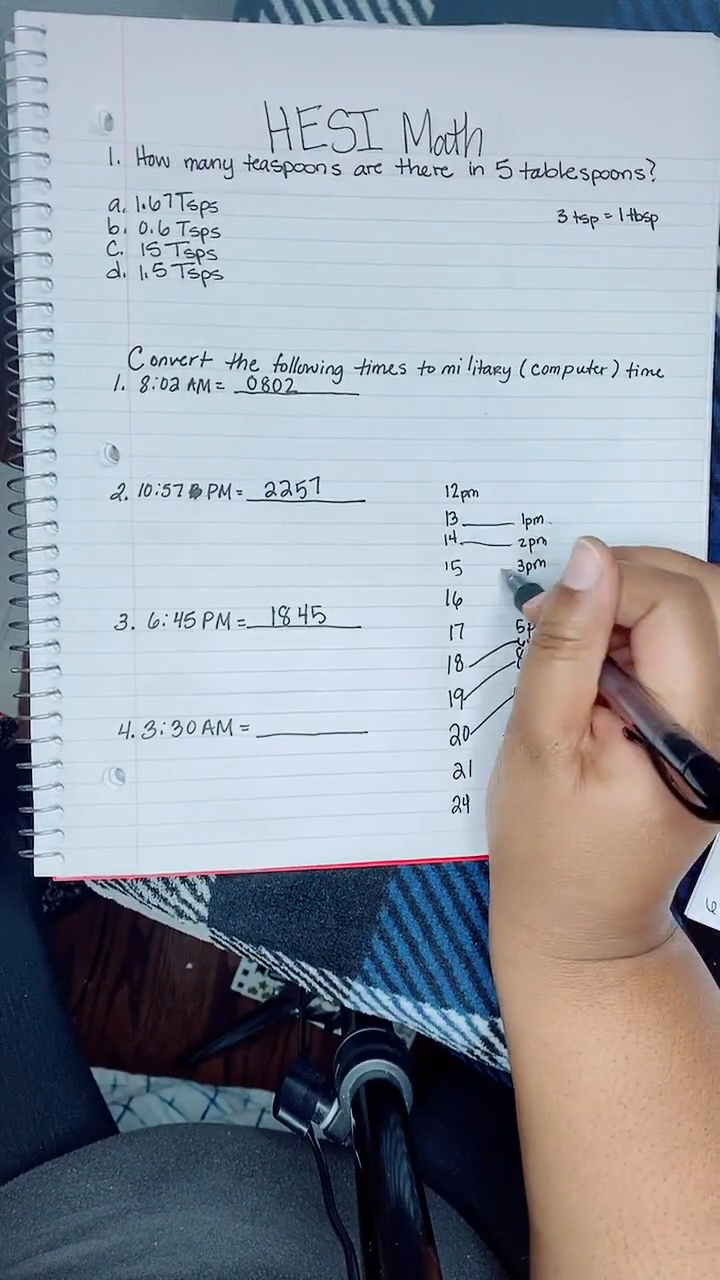 HESI Math
1. How many teaspoons are there in 5 tablespoons?
a. 1.67 Tsps
3 tsp = 1 tbsp
b. 0.6 Tsps
c. 15 Tsps
d. 1.5 Tsps
Convert the following times to military (computer) time
1. 8:02 AM = 0802
2. 10:57 PM = 2257
12pm
13 1pm
14 2pm
15 3pm
16
3. 6:45 PM = 1845
17
18
19
4. 3:30 AM =
20
21
24